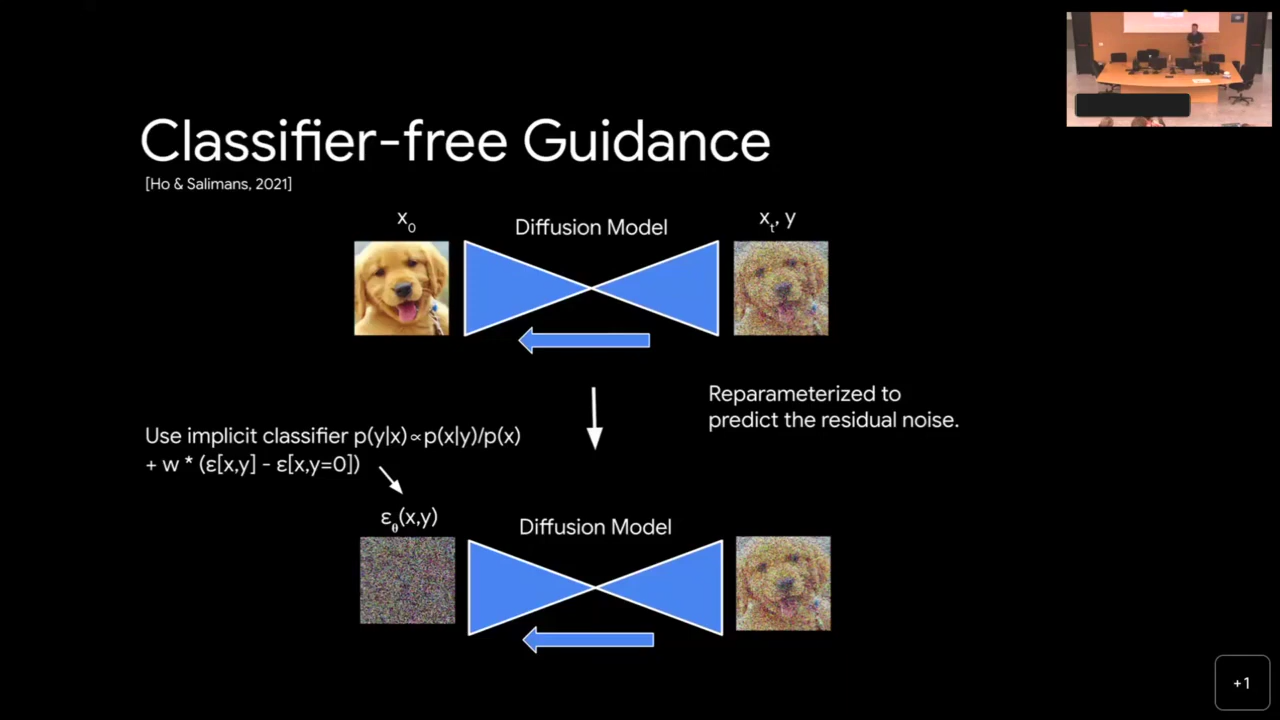 Classifier-free Guidance
[Ho & Salimans, 2021]
x₀
Diffusion Model
xₜ, y
Reparameterized to
predict the residual noise.
Use implicit classifier p(y|x)∝p(x|y)/p(x)
+ w * (ε[x,y] - ε[x,y=0])
ε_θ(x,y)
Diffusion Model
+1